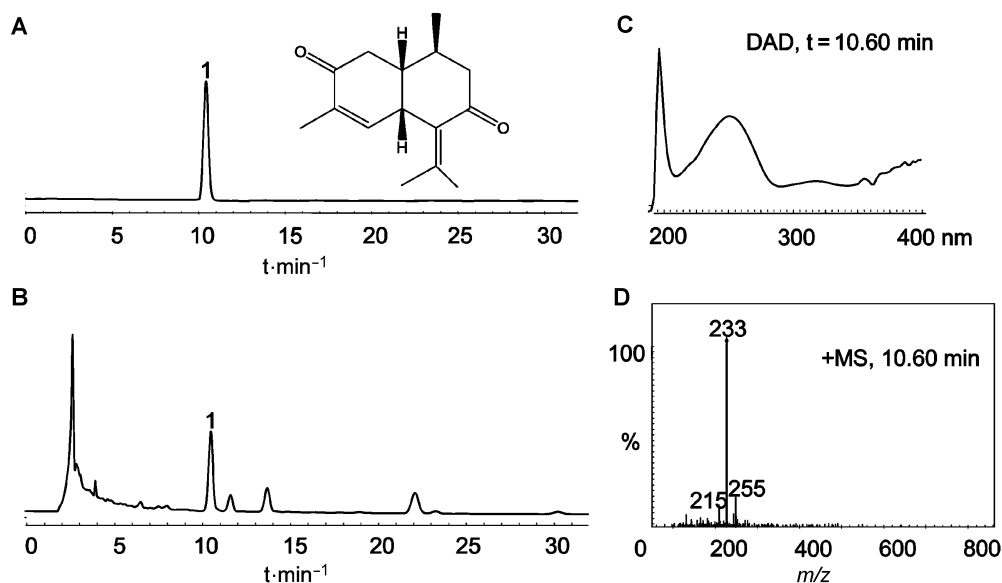 A
1
O
H
H
O
0 5 10 15 20 25 30
t·min⁻¹
B
1
0 5 10 15 20 25 30
t·min⁻¹
C
DAD, t = 10.60 min
200 300 400 nm
D
233
100
+MS, 10.60 min
%
215 255
0 200 400 600 800
m/z